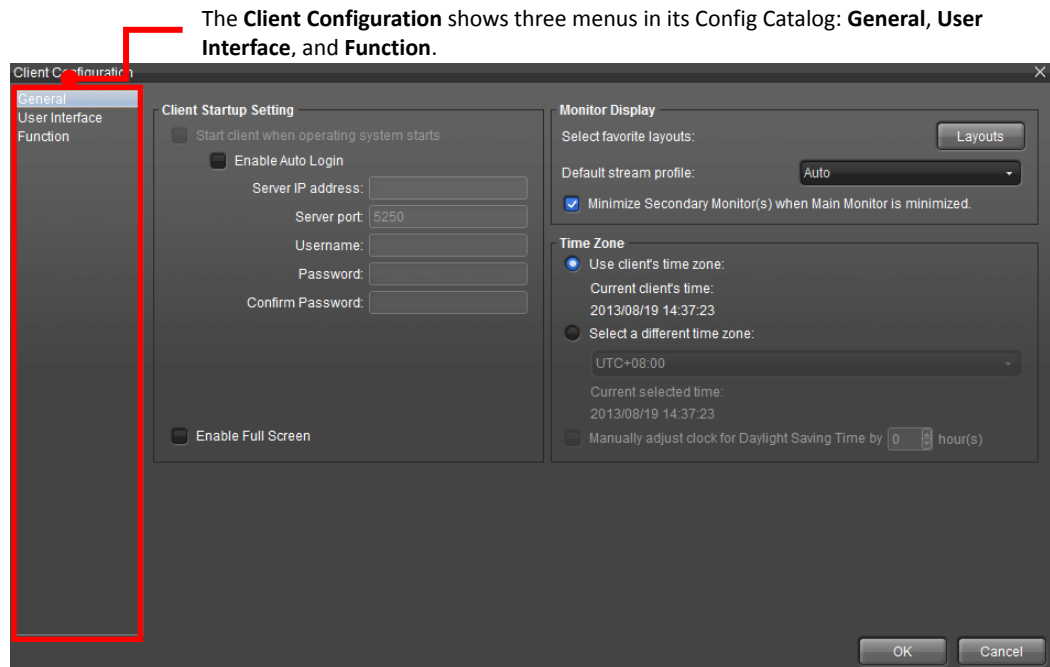 The Client Configuration shows three menus in its Config Catalog: General, User
Interface, and Function.
Client Configuration
General
User Interface
Function
Client Startup Setting
Start client when operating system starts
Enable Auto Login
Server IP address:
Server port: 5250
Username:
Password:
Confirm Password:
Enable Full Screen
Monitor Display
Select favorite layouts: Layouts
Default stream profile: Auto
Minimize Secondary Monitor(s) when Main Monitor is minimized.
Time Zone
Use client's time zone:
Current client's time:
2013/08/19 14:37:23
Select a different time zone:
UTC+08:00
Current selected time:
2013/08/19 14:37:23
Manually adjust clock for Daylight Saving Time by 0 hour(s)
OK Cancel